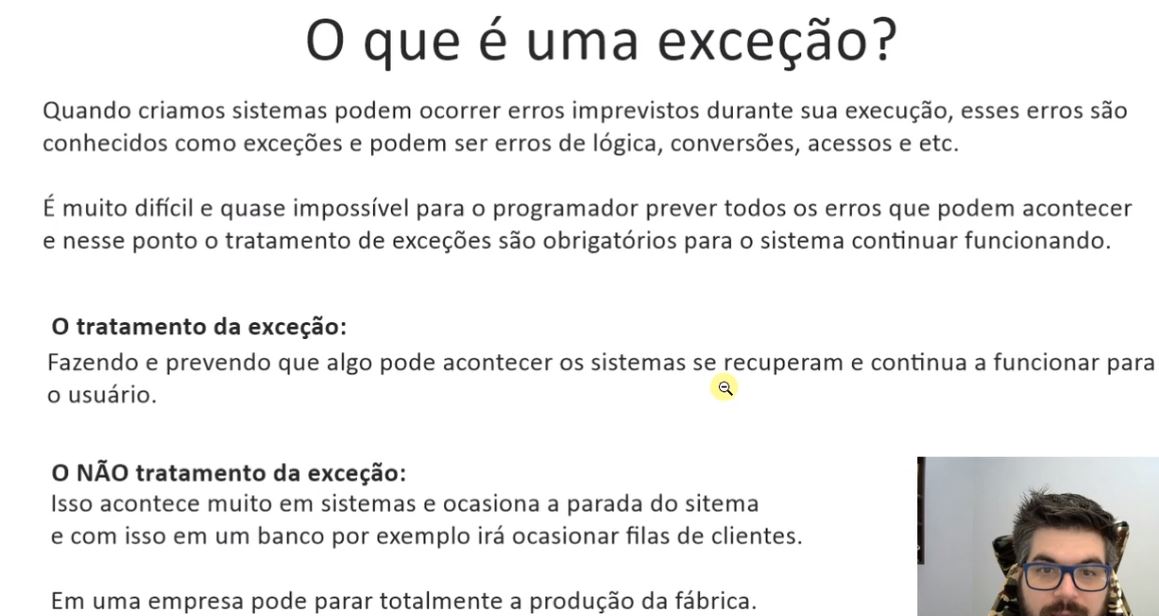 O que é uma exceção?
Quando criamos sistemas podem ocorrer erros imprevistos durante sua execução, esses erros são
conhecidos como exceções e podem ser erros de lógica, conversões, acessos e etc.
É muito difícil e quase impossível para o programador prever todos os erros que podem acontecer
e nesse ponto o tratamento de exceções são obrigatórios para o sistema continuar funcionando.
O tratamento da exceção:
Fazendo e prevendo que algo pode acontecer os sistemas se recuperam e continua a funcionar para
o usuário.
O NÃO tratamento da exceção:
Isso acontece muito em sistemas e ocasiona a parada do sitema
e com isso em um banco por exemplo irá ocasionar filas de clientes.
Em uma empresa pode parar totalmente a produção da fábrica.